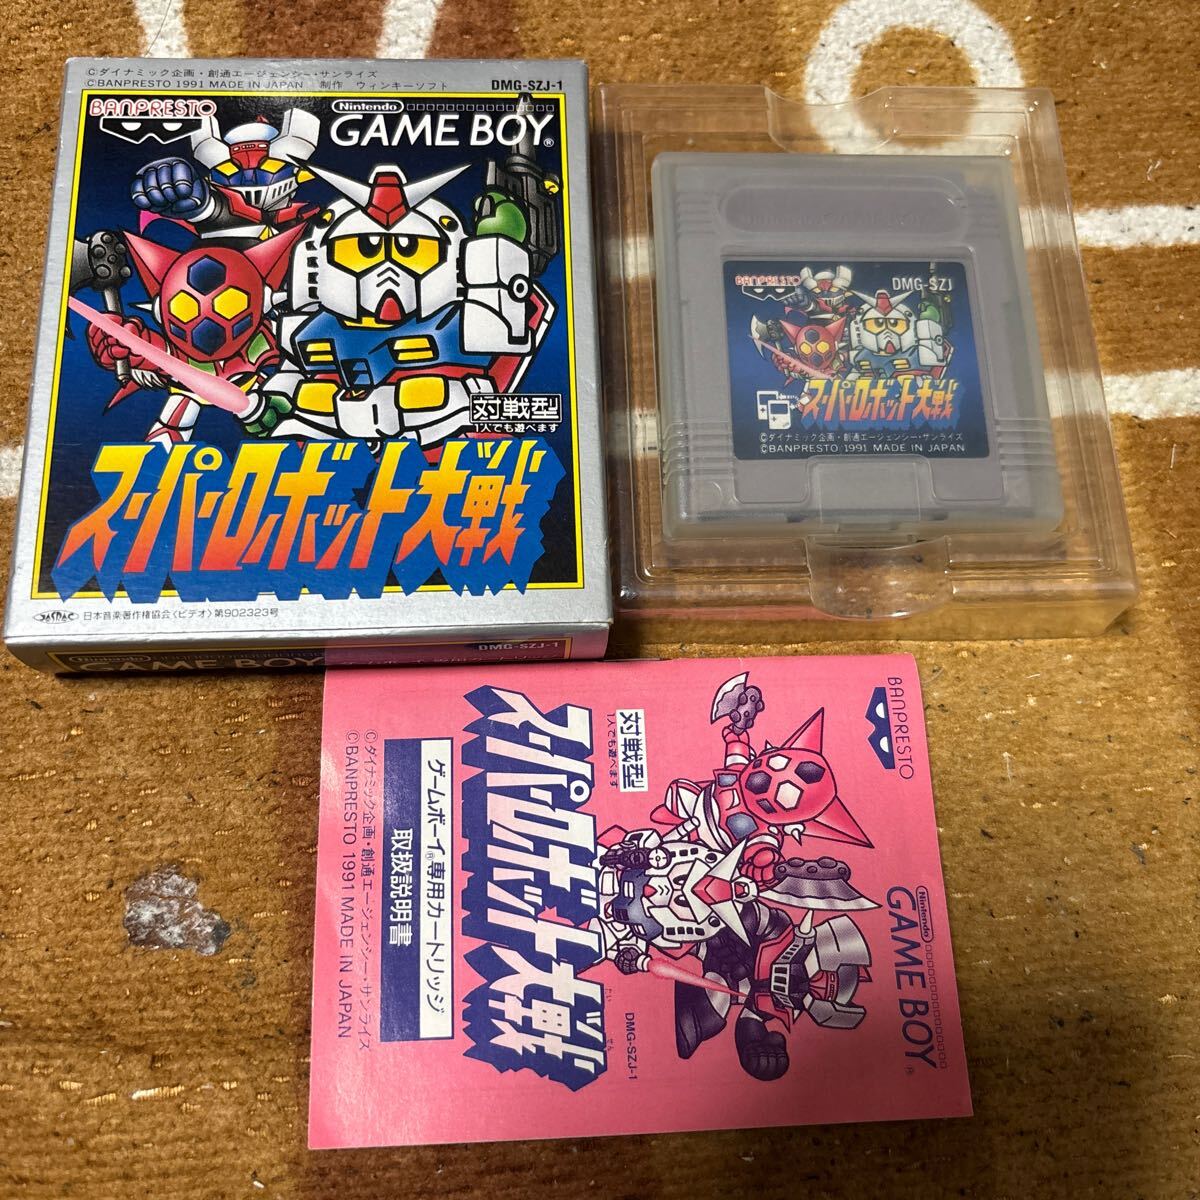 ©ダイナミック企画・創通エージェンシー・サンライズ
©BANPRESTO 1991 MADE IN JAPAN 制作 ウィンキーソフト DMG-SZJ-1
BANPRESTO
Nintendo
GAME BOY®
対戦型
1人でも遊べます
スーパーロボット大戦
JASRAC 日本音楽著作権協会〈ビデオ〉第902323号
Nintendo GAME BOY
DMG-SZJ-1
BANPRESTO
DMG-SZJ
スーパーロボット大戦
©ダイナミック企画・創通エージェンシー・サンライズ
©BANPRESTO 1991 MADE IN JAPAN
BANPRESTO
Nintendo
GAME BOY®
対戦型
1人でも遊べます
スーパーロボット大戦
たいせん
DMG-SZJ-1
ゲームボーイ®専用カートリッジ
取扱説明書
©ダイナミック企画・創通エージェンシー・サンライズ
©BANPRESTO 1991 MADE IN JAPAN